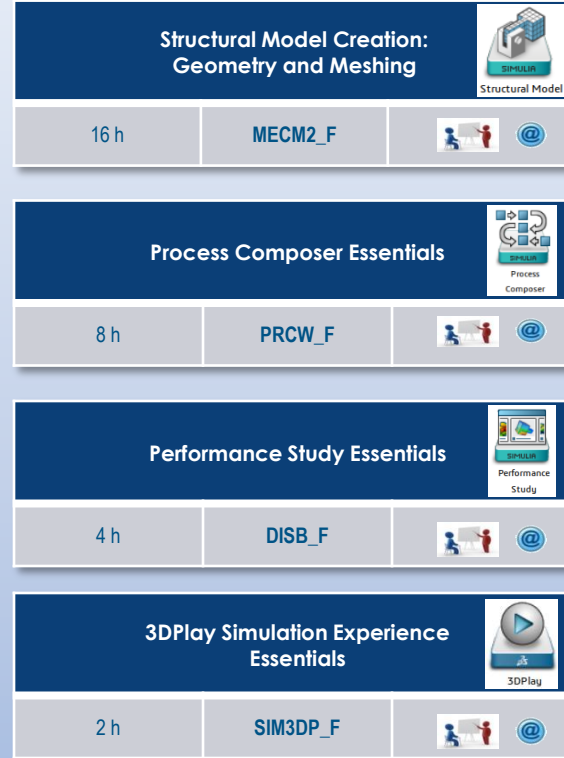 Structural Model Creation:
Geometry and Meshing
SIMULIA
Structural Model
16 h
MECM2_F
@
Process Composer Essentials
SIMULIA
Process
Composer
8 h
PRCW_F
@
Performance Study Essentials
SIMULIA
Performance
Study
4 h
DISB_F
@
3DPlay Simulation Experience
Essentials
3DPlay
2 h
SIM3DP_F
@